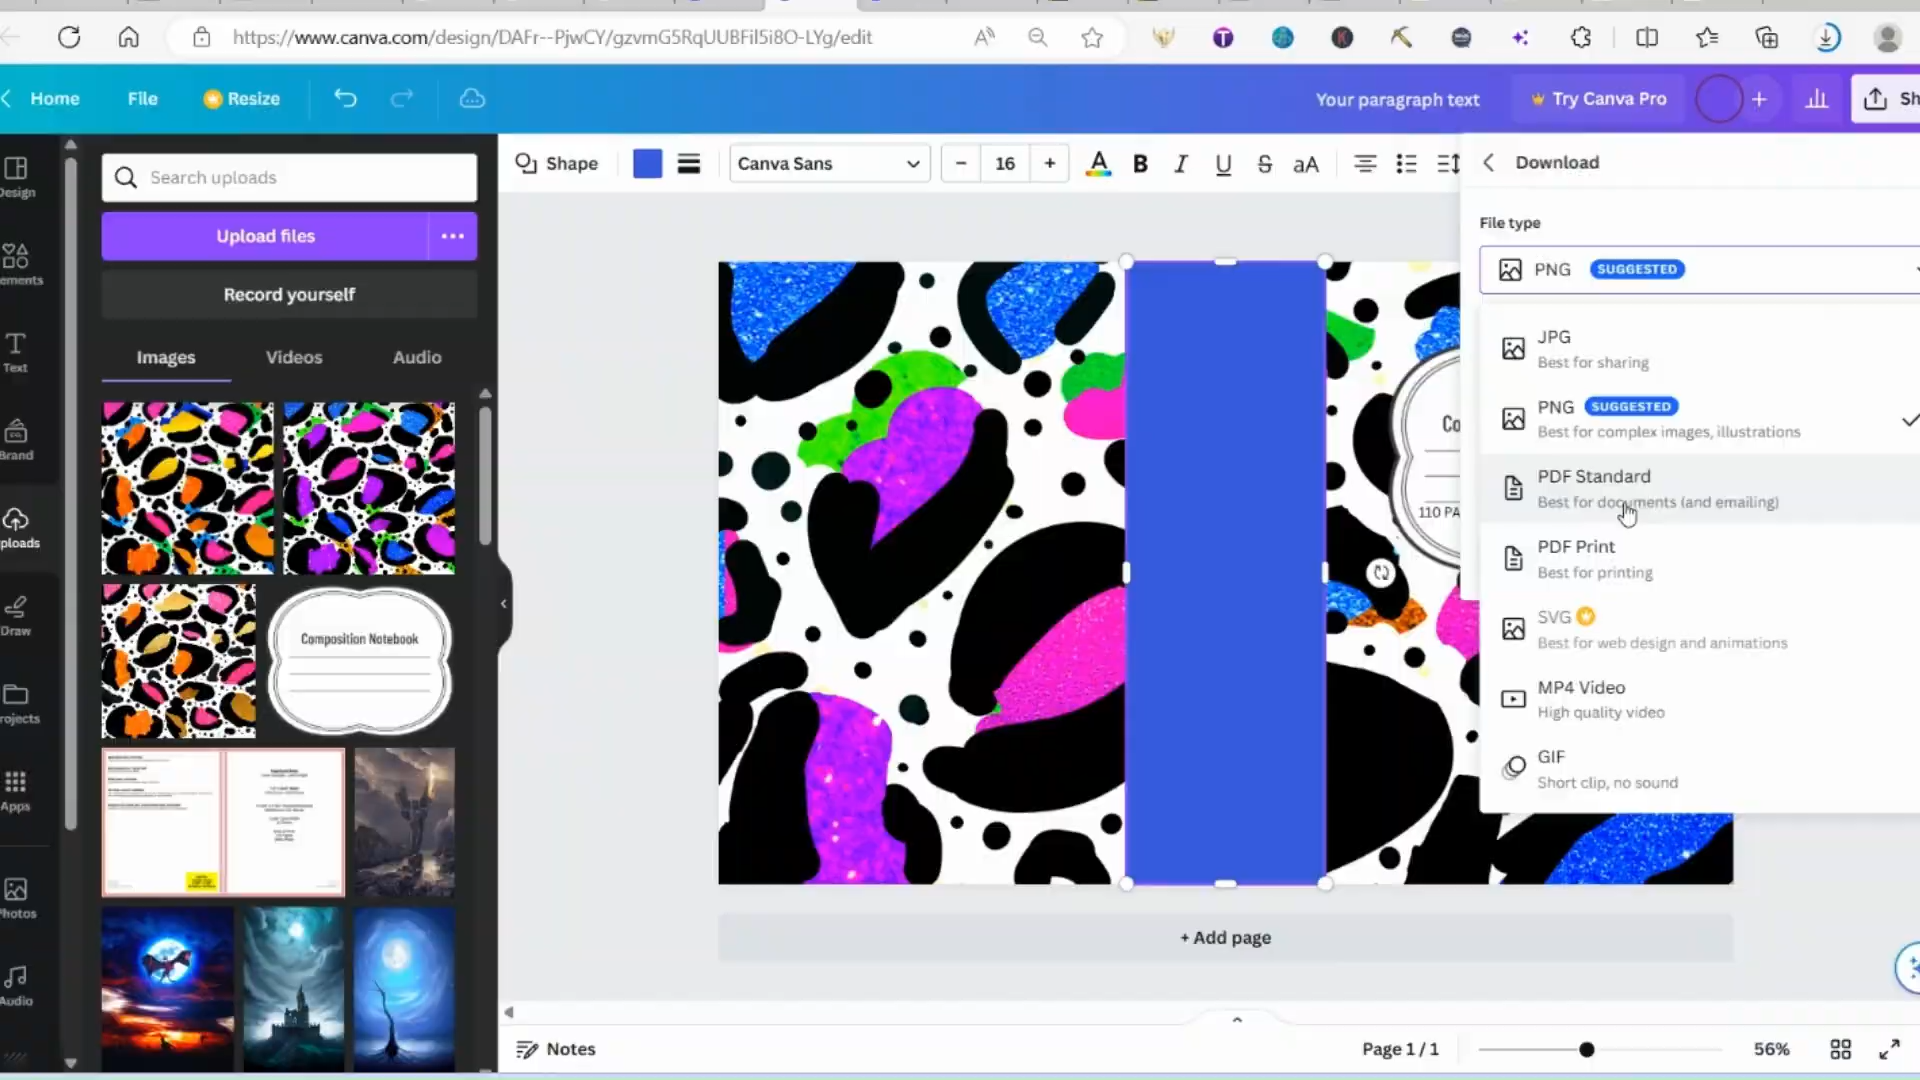 https://www.canva.com/design/DAFr--PjwCY/gzvmG5RqUUBFil5i8O-LYg/edit
Home
File
Resize
Your paragraph text
Try Canva Pro
Sh
Design
ements
Text
Brand
ploads
Draw
rojects
Apps
Photos
Audio
Search uploads
Upload files
Record yourself
Images
Videos
Audio
Composition Notebook
Shape
Canva Sans
16
A
B
I
U
S
aA
Co
110 PA
Download
File type
PNG SUGGESTED
JPG
Best for sharing
PNG SUGGESTED
Best for complex images, illustrations
PDF Standard
Best for documents (and emailing)
PDF Print
Best for printing
SVG
Best for web design and animations
MP4 Video
High quality video
GIF
Short clip, no sound
+ Add page
Notes
Page 1 / 1
56%